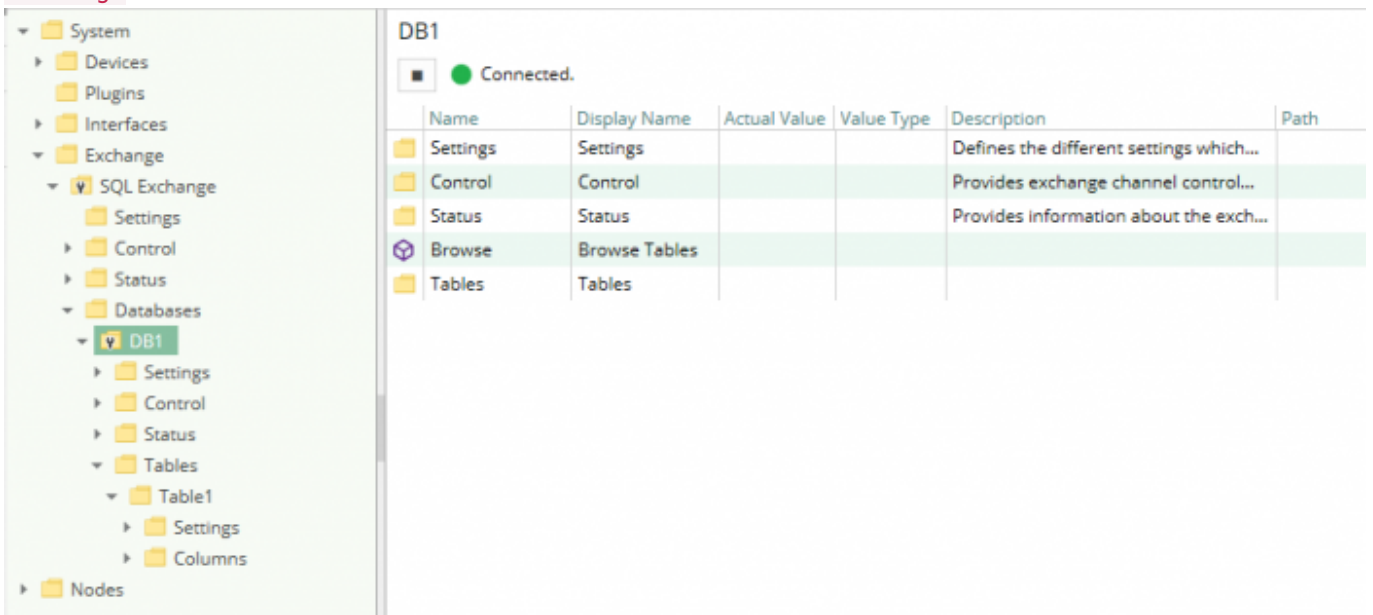 System
Devices
Plugins
Interfaces
Exchange
SQL Exchange
Settings
Control
Status
Databases
DB1
Settings
Control
Status
Tables
Table1
Settings
Columns
Nodes
DB1
Connected.
Name Display Name Actual Value Value Type Description Path
Settings Settings Defines the different settings which...
Control Control Provides exchange channel control...
Status Status Provides information about the exch...
Browse Browse Tables
Tables Tables